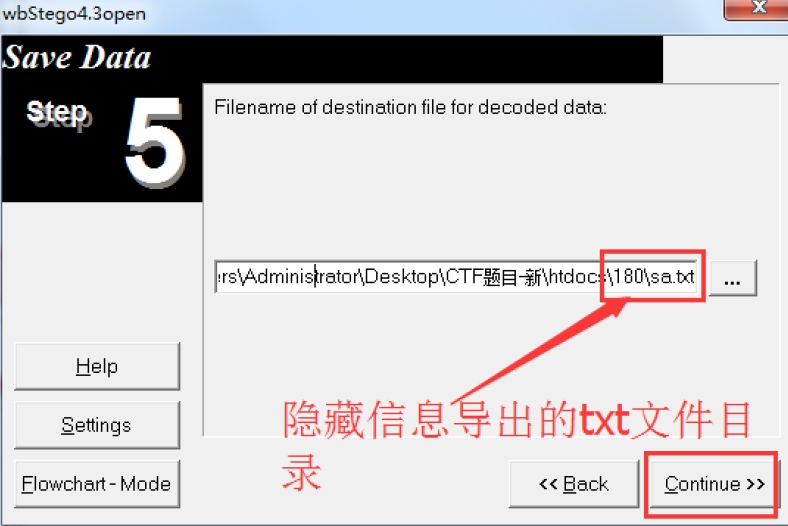 wbStego4.3open
Save Data
Step 5
Filename of destination file for decoded data:
rs\Administrator\Desktop\CTF题目-新\htdocs\180\sa.txt
...
隐藏信息导出的txt文件目
录
Help
Settings
Flowchart - Mode
<< Back
Continue >>